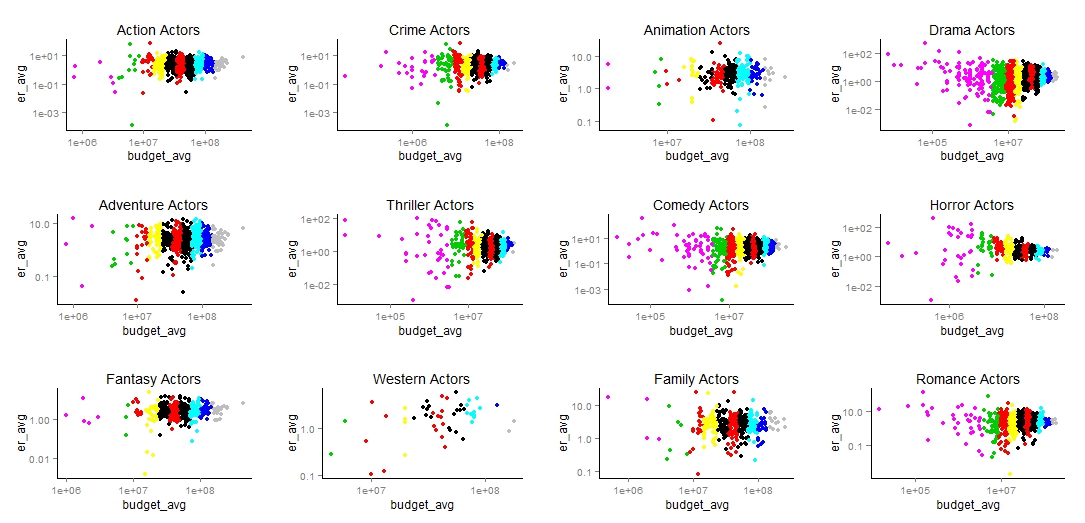 Action Actors
1e+01
1e-01
1e-03
er_avg
1e+06 1e+07 1e+08
budget_avg
Crime Actors
1e+02
1e+00
1e-02
1e-04
er_avg
1e+06 1e+07 1e+08
budget_avg
Animation Actors
10.0
1.0
0.1
er_avg
1e+07 1e+08
budget_avg
Drama Actors
1e+02
1e+00
1e-02
er_avg
1e+05 1e+07
budget_avg
Adventure Actors
10.0
0.1
er_avg
1e+06 1e+07 1e+08
budget_avg
Thriller Actors
1e+02
1e+00
1e-02
er_avg
1e+05 1e+07
budget_avg
Comedy Actors
1e+01
1e-01
1e-03
er_avg
1e+05 1e+07
budget_avg
Horror Actors
1e+02
1e+00
1e-02
er_avg
1e+06 1e+08
budget_avg
Fantasy Actors
1.00
0.01
er_avg
1e+06 1e+07 1e+08
budget_avg
Western Actors
1.0
0.1
er_avg
1e+07 1e+08
budget_avg
Family Actors
10.0
1.0
0.1
er_avg
1e+06 1e+07 1e+08
budget_avg
Romance Actors
10.0
0.1
er_avg
1e+05 1e+07
budget_avg